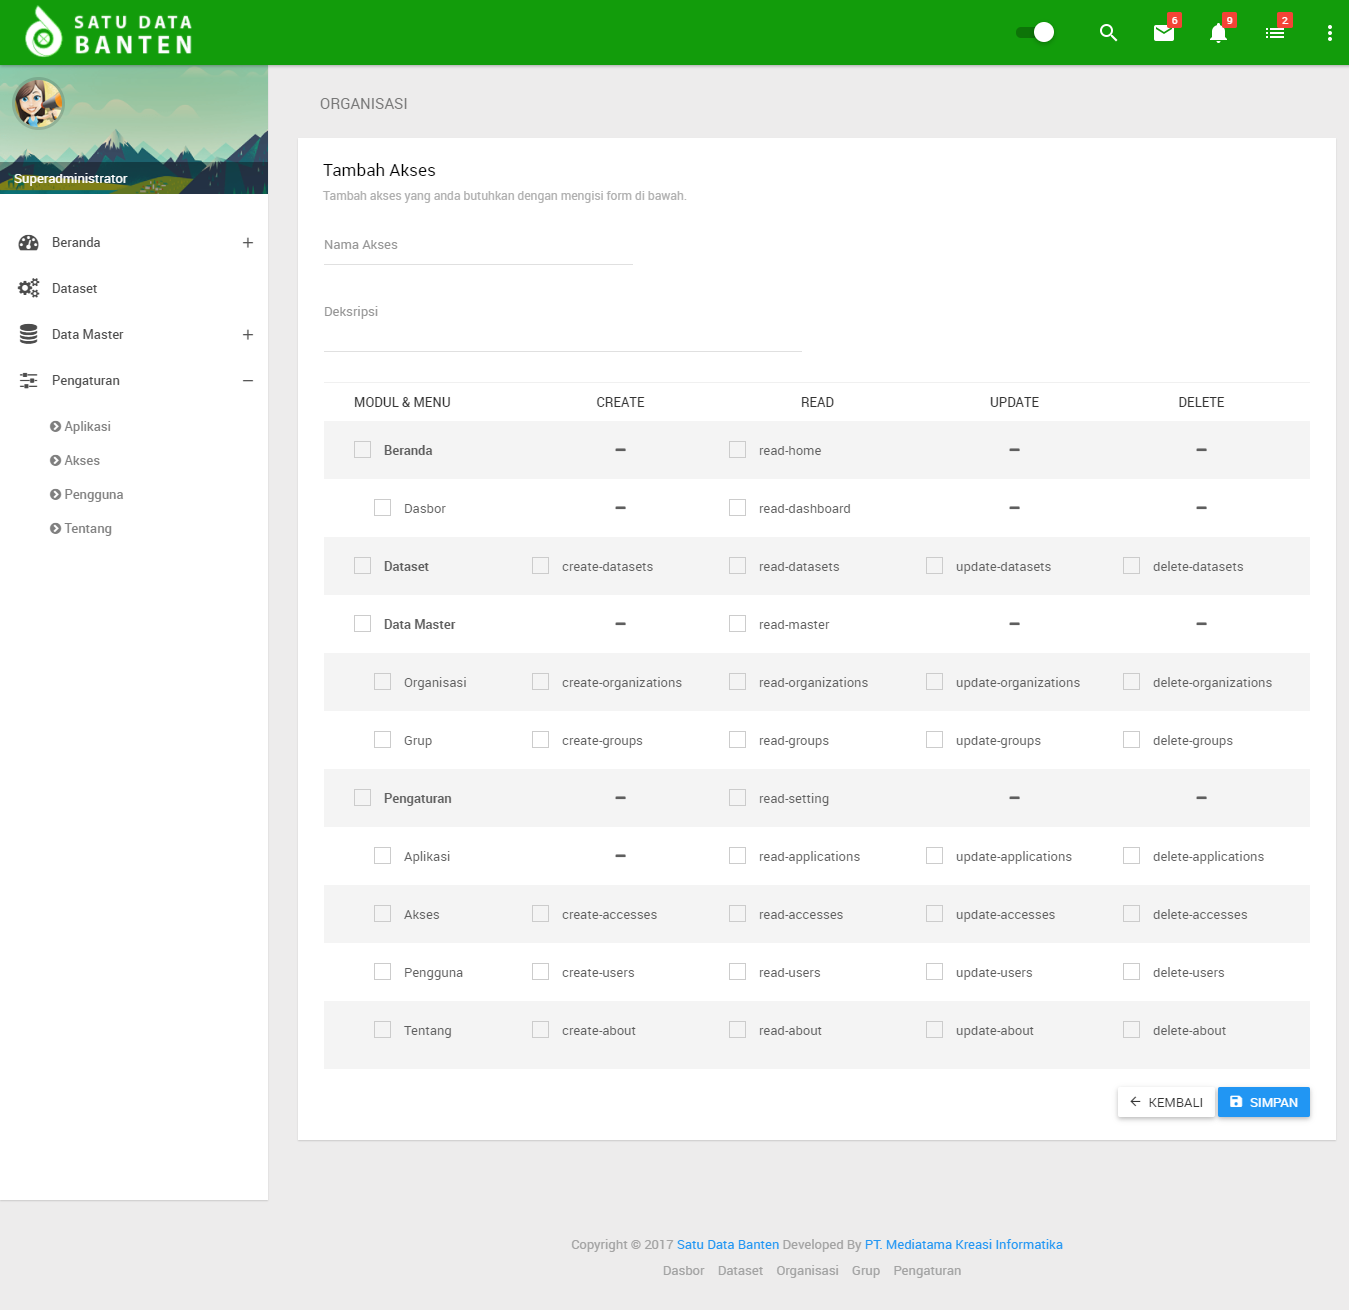 SATU DATA
BANTEN
6
9
2
Superadministrator
Beranda
Dataset
Data Master
Pengaturan
Aplikasi
Akses
Pengguna
Tentang
ORGANISASI
Tambah Akses
Tambah akses yang anda butuhkan dengan mengisi form di bawah.
Nama Akses
Deksripsi
MODUL & MENU CREATE READ UPDATE DELETE
Beranda - read-home - -
Dasbor - read-dashboard - -
Dataset create-datasets read-datasets update-datasets delete-datasets
Data Master - read-master - -
Organisasi create-organizations read-organizations update-organizations delete-organizations
Grup create-groups read-groups update-groups delete-groups
Pengaturan - read-setting - -
Aplikasi - read-applications update-applications delete-applications
Akses create-accesses read-accesses update-accesses delete-accesses
Pengguna create-users read-users update-users delete-users
Tentang create-about read-about update-about delete-about
KEMBALI SIMPAN
Copyright © 2017 Satu Data Banten Developed By PT. Mediatama Kreasi Informatika
Dasbor Dataset Organisasi Grup Pengaturan